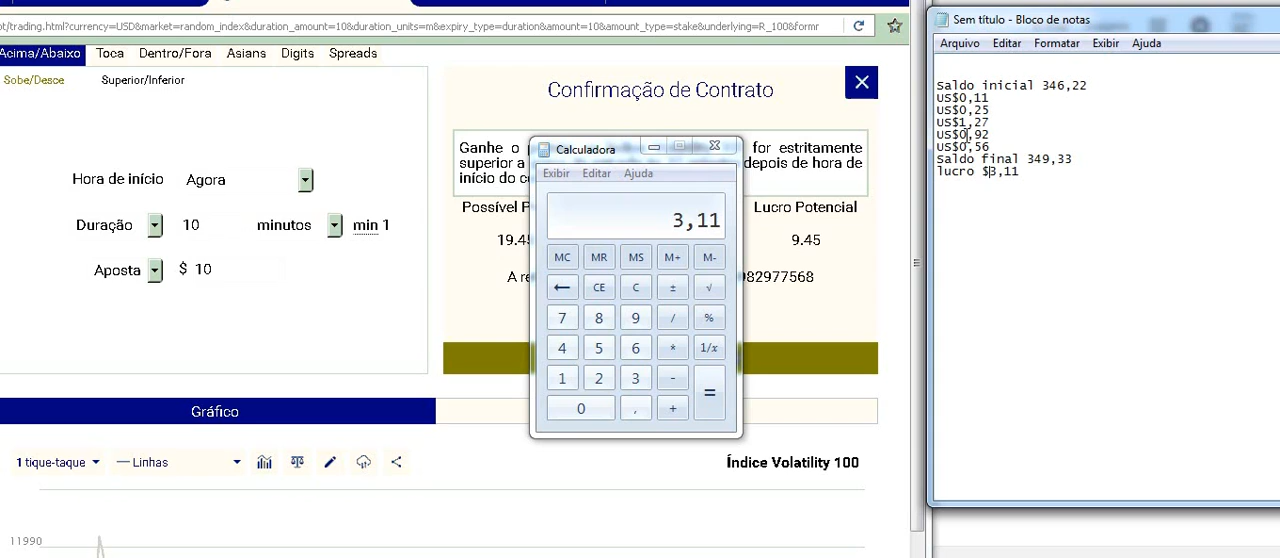 ot/trading.html?currency=USD&market=random_index&duration_amount=10&duration_units=m&expiry_type=duration&amount=10&amount_type=stake&underlying=R_100&form
Acima/Abaixo Toca Dentro/Fora Asians Digits Spreads
Sobe/Desce Superior/Inferior
Hora de início Agora
Duração 10 minutos min 1
Aposta $ 10
Confirmação de Contrato
Ganhe o for estritamente
superior a depois de hora de
início do
Possível Lucro Potencial
19.45 9.45
A 82977568
Calculadora
Exibir Editar Ajuda
3,11
MC MR MS M+ M-
← CE C ± √
7 8 9 / %
4 5 6 * 1/x
1 2 3 - =
0 , +
Gráfico
1 tique-taque Linhas
Índice Volatility 100
11990
Sem título - Bloco de notas
Arquivo Editar Formatar Exibir Ajuda
Saldo inicial 346,22
US$0,11
US$0,25
US$1,27
US$0,92
US$0,56
Saldo final 349,33
lucro $3,11